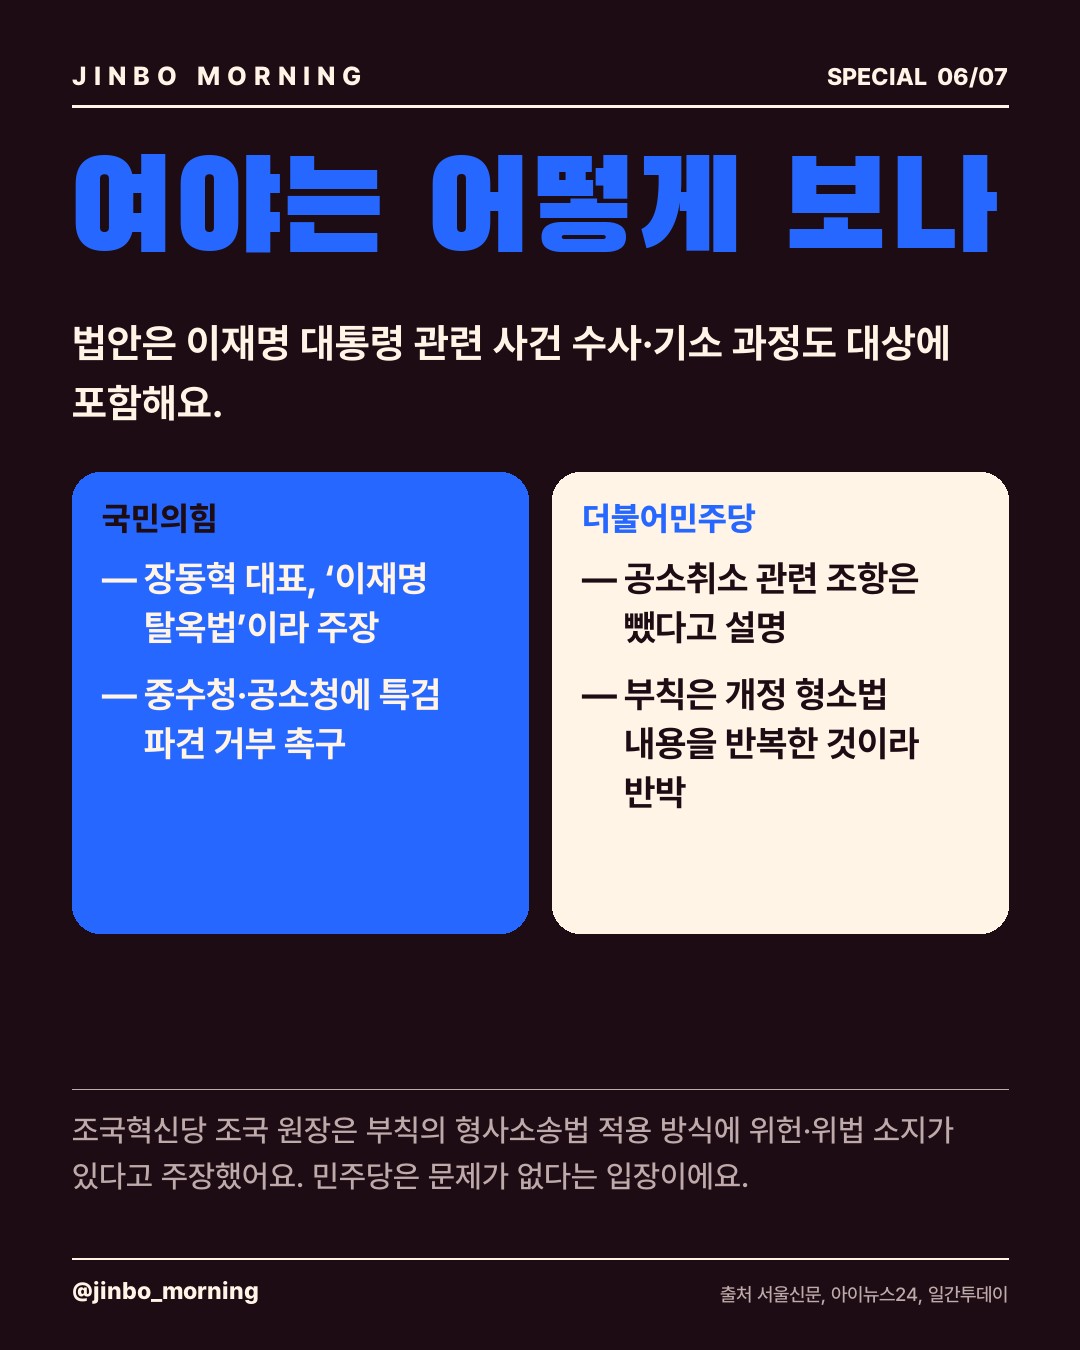 JINBO MORNING
SPECIAL 06/07
여야는 어떻게 보나
법안은 이재명 대통령 관련 사건 수사·기소 과정도 대상에
포함해요.
국민의힘
— 장동혁 대표, ‘이재명
탈옥법’이라 주장
— 중수청·공소청에 특검
파견 거부 촉구
더불어민주당
— 공소취소 관련 조항은
뺐다고 설명
— 부칙은 개정 형소법
내용을 반복한 것이라
반박
조국혁신당 조국 원장은 부칙의 형사소송법 적용 방식에 위헌·위법 소지가
있다고 주장했어요. 민주당은 문제가 없다는 입장이에요.
@jinbo_morning
출처 서울신문, 아이뉴스24, 일간투데이